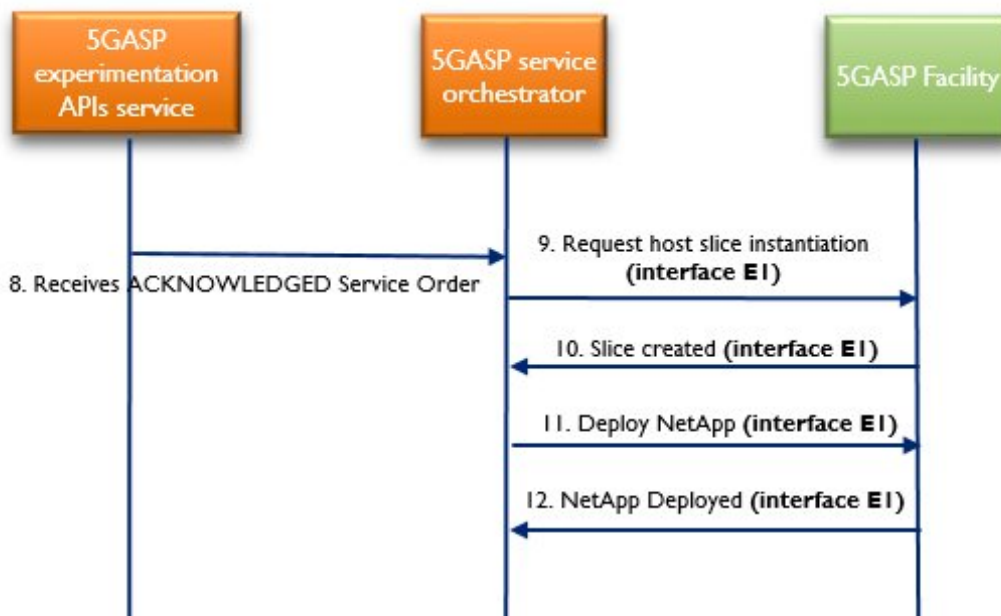 5GASP
experimentation
APIs service
5GASP service
orchestrator
5GASP Facility
8. Receives ACKNOWLEDGED Service Order
9. Request host slice instantiation
(interface E1)
10. Slice created (interface E1)
11. Deploy NetApp (interface E1)
12. NetApp Deployed (interface E1)